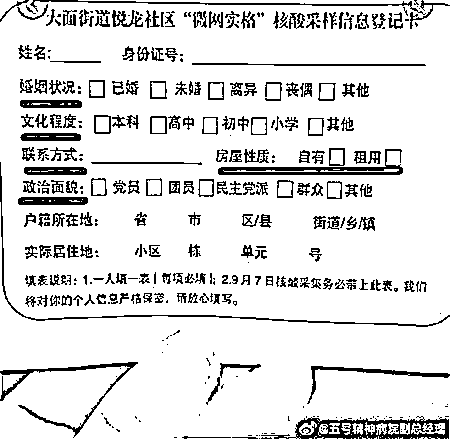 大面街道悦龙社区“微网实格”核酸采样信息登记卡
姓名: 身份证号:
婚姻状况: 已婚 未婚 离异 丧偶 其他
文化程度: 本科 高中 初中 小学 其他
联系方式: 房屋性质: 自有 租用
政治面貌: 党员 团员 民主党派 群众 其他
户籍所在地: 省 市 区/县 街道/乡/镇
实际居住地: 小区 栋 单元 号
填表说明: 1.一人填一表(每项必填); 2.9月7日核酸采集务必带上此表。我们
将对你的个人信息严格保密, 请放心填写。
@五号精神病院副总经理